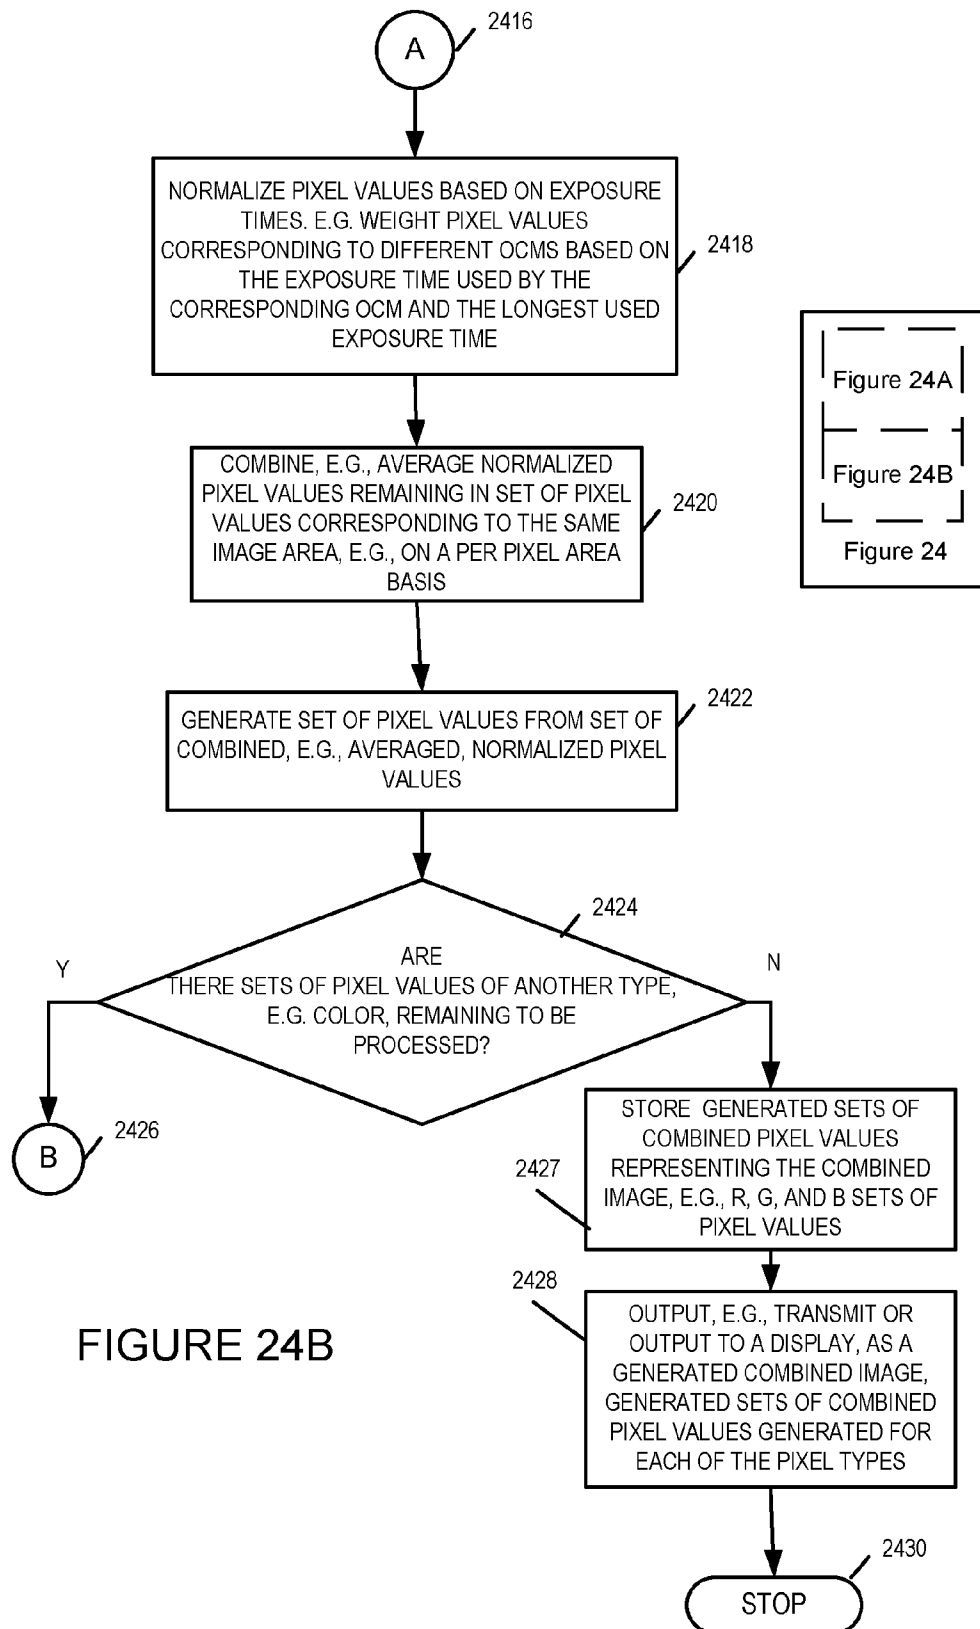 A
2416
NORMALIZE PIXEL VALUES BASED ON EXPOSURE
TIMES. E.G. WEIGHT PIXEL VALUES
CORRESPONDING TO DIFFERENT OCMS BASED ON
THE EXPOSURE TIME USED BY THE
CORRESPONDING OCM AND THE LONGEST USED
EXPOSURE TIME
2418
Figure 24A
Figure 24B
Figure 24
COMBINE, E.G., AVERAGE NORMALIZED
PIXEL VALUES REMAINING IN SET OF PIXEL
VALUES CORRESPONDING TO THE SAME
IMAGE AREA, E.G., ON A PER PIXEL AREA
BASIS
2420
GENERATE SET OF PIXEL VALUES FROM SET OF
COMBINED, E.G., AVERAGED, NORMALIZED PIXEL
VALUES
2422
ARE
THERE SETS OF PIXEL VALUES OF ANOTHER TYPE,
E.G. COLOR, REMAINING TO BE
PROCESSED?
2424
Y
N
B
2426
STORE GENERATED SETS OF
COMBINED PIXEL VALUES
REPRESENTING THE COMBINED
IMAGE, E.G., R, G, AND B SETS OF
PIXEL VALUES
2427
OUTPUT, E.G., TRANSMIT OR
OUTPUT TO A DISPLAY, AS A
GENERATED COMBINED IMAGE,
GENERATED SETS OF COMBINED
PIXEL VALUES GENERATED FOR
EACH OF THE PIXEL TYPES
2428
FIGURE 24B
STOP
2430